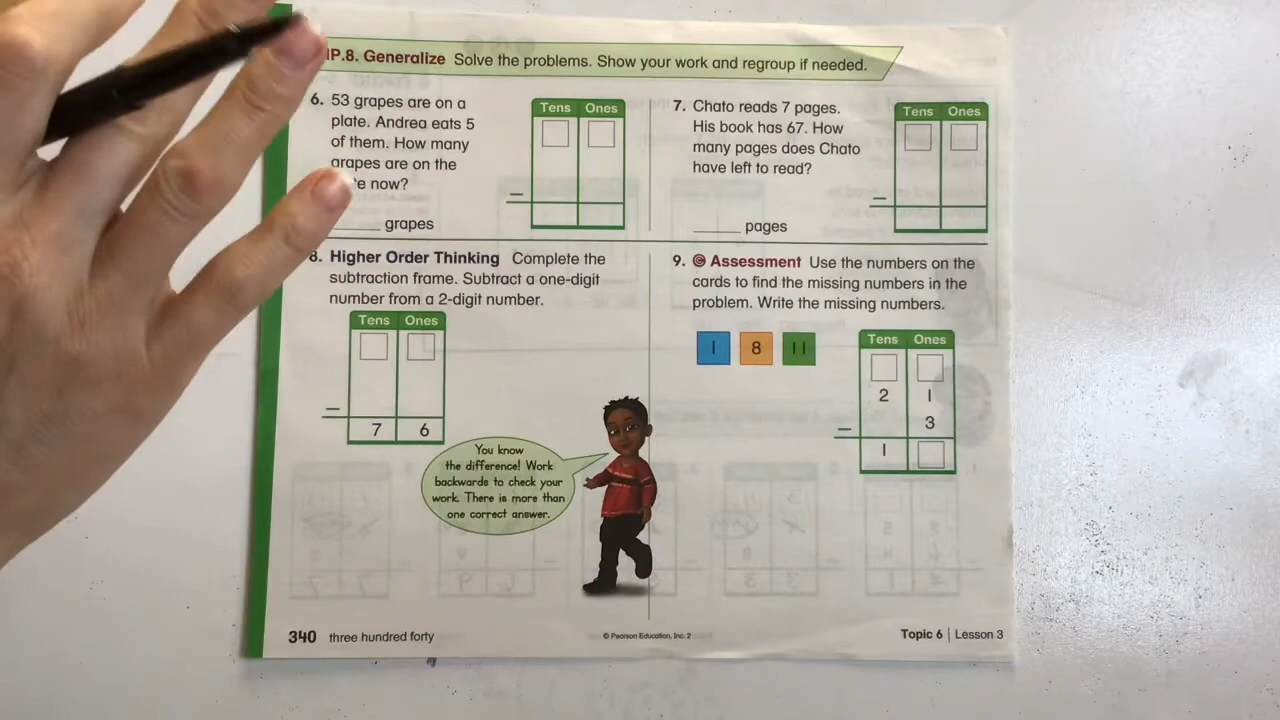 P.8. Generalize Solve the problems. Show your work and regroup if needed.
6. 53 grapes are on a
plate. Andrea eats 5
of them. How many
grapes are on the
now?
grapes
Tens Ones
7. Chato reads 7 pages.
His book has 67. How
many pages does Chato
have left to read?
pages
Tens Ones
8. Higher Order Thinking Complete the
subtraction frame. Subtract a one-digit
number from a 2-digit number.
Tens Ones
7 6
You know
the difference! Work
backwards to check your
work. There is more than
one correct answer.
9. Assessment Use the numbers on the
cards to find the missing numbers in the
problem. Write the missing numbers.
1 8 11
Tens Ones
2 1
− 3
1
340 three hundred forty
© Pearson Education, Inc. 2
Topic 6 | Lesson 3